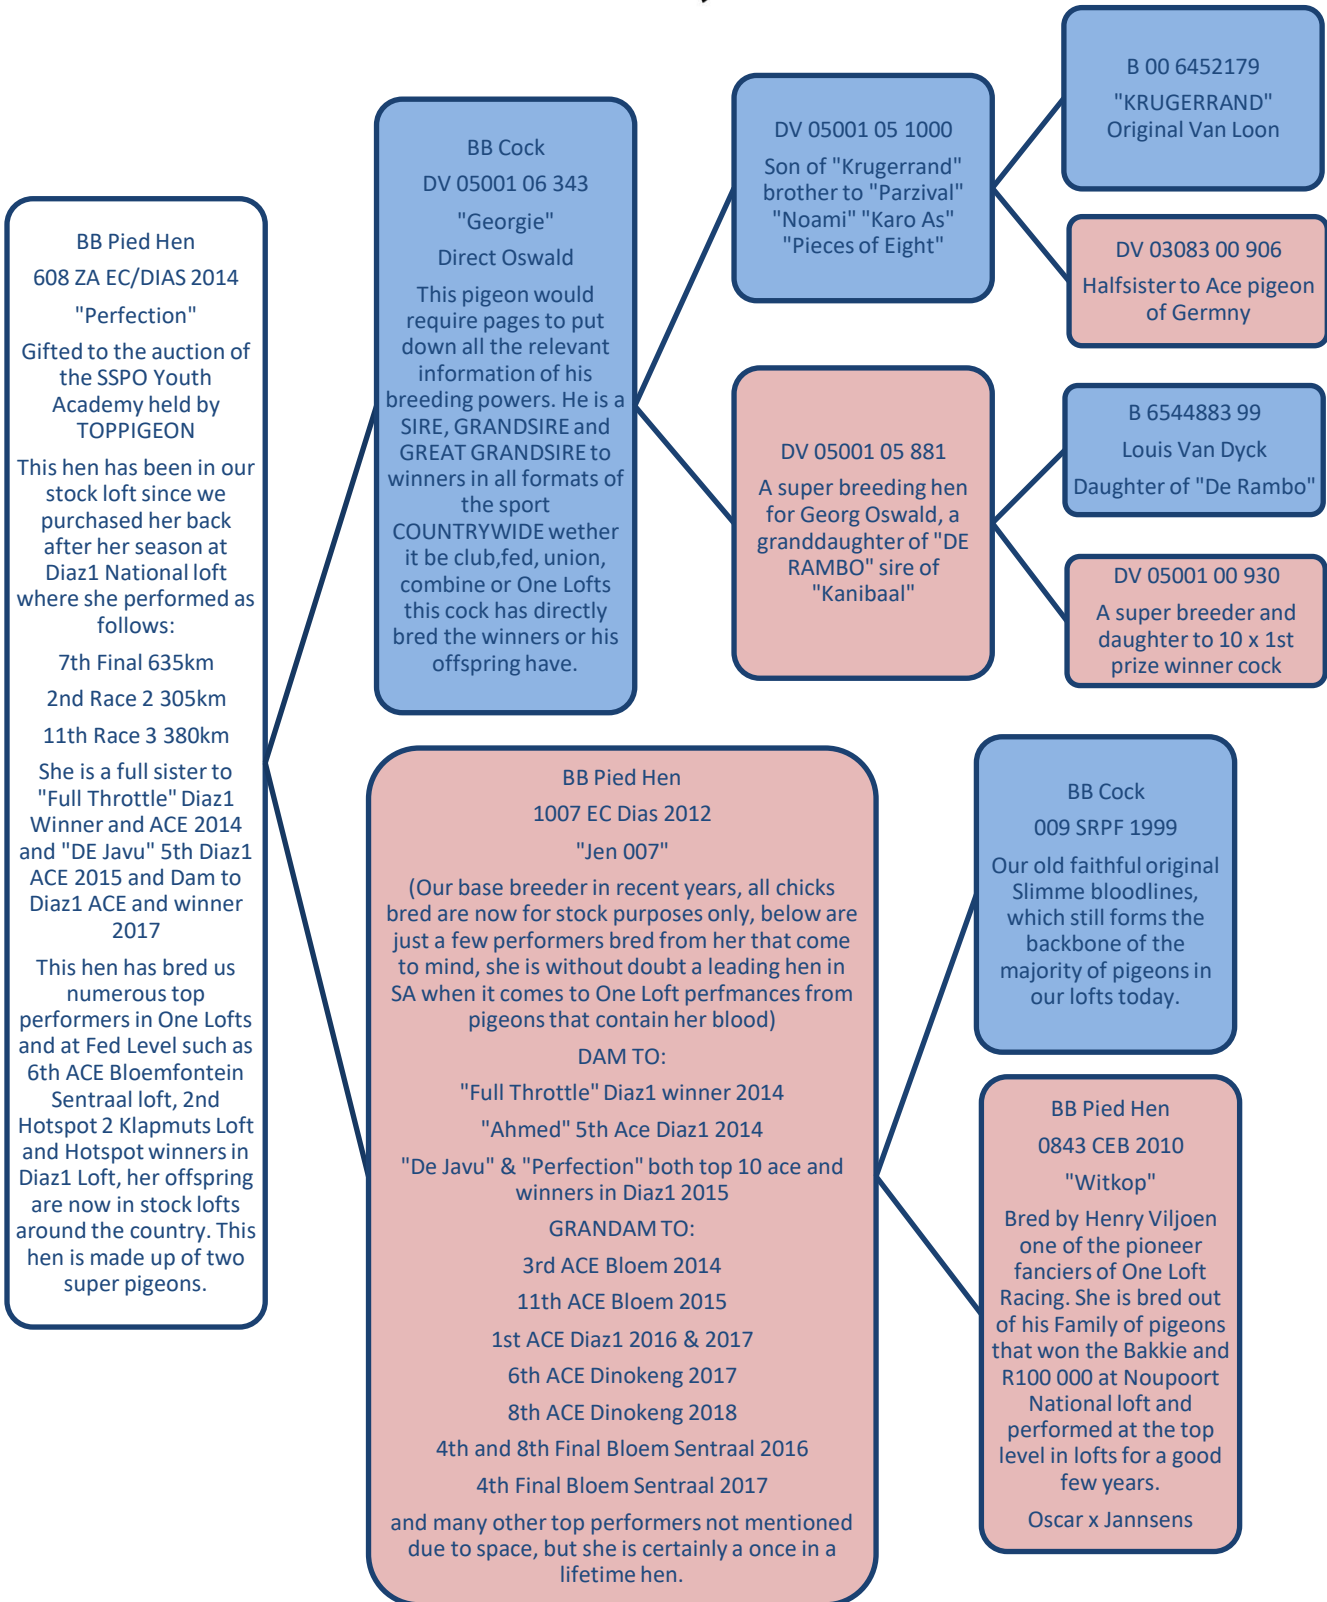 BB Pied Hen
608 ZA EC/DIAS 2014
"Perfection"
Gifted to the auction of
the SSPO Youth
Academy held by
TOPPIGEON
This hen has been in our
stock loft since we
purchased her back
after her season at
Diaz1 National loft
where she performed as
follows:
7th Final 635km
2nd Race 2 305km
11th Race 3 380km
She is a full sister to
"Full Throttle" Diaz1
Winner and ACE 2014
and "DE Javu" 5th Diaz1
ACE 2015 and Dam to
Diaz1 ACE and winner
2017
This hen has bred us
numerous top
performers in One Lofts
and at Fed Level such as
6th ACE Bloemfontein
Sentraal loft, 2nd
Hotspot 2 Klapmuts Loft
and Hotspot winners in
Diaz1 Loft, her offspring
are now in stock lofts
around the country. This
hen is made up of two
super pigeons.
BB Cock
DV 05001 06 343
"Georgie"
Direct Oswald
This pigeon would
require pages to put
down all the relevant
information of his
breeding powers. He is a
SIRE, GRANDSIRE and
GREAT GRANDSIRE to
winners in all formats of
the sport
COUNTRYWIDE wether
it be club,fed, union,
combine or One Lofts
this cock has directly
bred the winners or his
offspring have.
DV 05001 05 1000
Son of "Krugerrand"
brother to "Parzival"
"Noami" "Karo As"
"Pieces of Eight"
B 00 6452179
"KRUGERRAND"
Original Van Loon
DV 03083 00 906
Halfsister to Ace pigeon
of Germny
DV 05001 05 881
A super breeding hen
for Georg Oswald, a
granddaughter of "DE
RAMBO" sire of
"Kanibaal"
B 6544883 99
Louis Van Dyck
Daughter of "De Rambo"
DV 05001 00 930
A super breeder and
daughter to 10 x 1st
prize winner cock
BB Pied Hen
1007 EC Dias 2012
"Jen 007"
(Our base breeder in recent years, all chicks
bred are now for stock purposes only, below are
just a few performers bred from her that come
to mind, she is without doubt a leading hen in
SA when it comes to One Loft perfmances from
pigeons that contain her blood)
DAM TO:
"Full Throttle" Diaz1 winner 2014
"Ahmed" 5th Ace Diaz1 2014
"De Javu" & "Perfection" both top 10 ace and
winners in Diaz1 2015
GRANDAM TO:
3rd ACE Bloem 2014
11th ACE Bloem 2015
1st ACE Diaz1 2016 & 2017
6th ACE Dinokeng 2017
8th ACE Dinokeng 2018
4th and 8th Final Bloem Sentraal 2016
4th Final Bloem Sentraal 2017
and many other top performers not mentioned
due to space, but she is certainly a once in a
lifetime hen.
BB Cock
009 SRPF 1999
Our old faithful original
Slimme bloodlines,
which still forms the
backbone of the
majority of pigeons in
our lofts today.
BB Pied Hen
0843 CEB 2010
"Witkop"
Bred by Henry Viljoen
one of the pioneer
fanciers of One Loft
Racing. She is bred out
of his Family of pigeons
that won the Bakkie and
R100 000 at Noupoort
National loft and
performed at the top
level in lofts for a good
few years.
Oscar x Jannsens